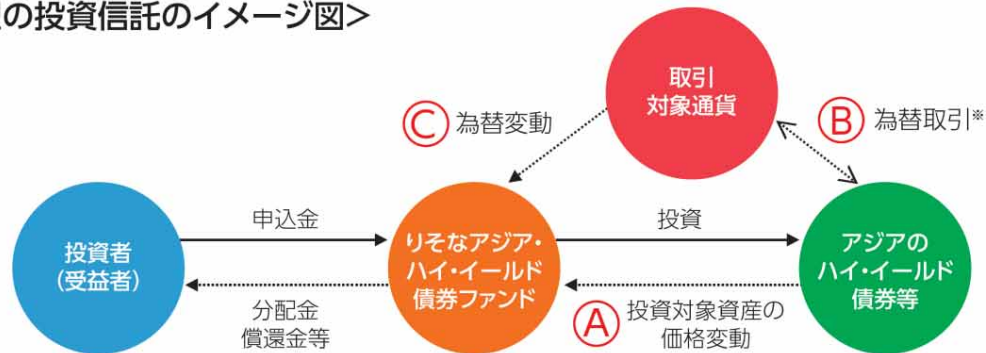 の投資信託のイメージ図>
取引
対象通貨
Ⓒ 為替変動
Ⓑ 為替取引※
投資者
(受益者)
申込金
分配金
償還金等
りそなアジア・
ハイ・イールド
債券ファンド
投資
Ⓐ 投資対象資産の
価格変動
アジアの
ハイ・イールド
債券等